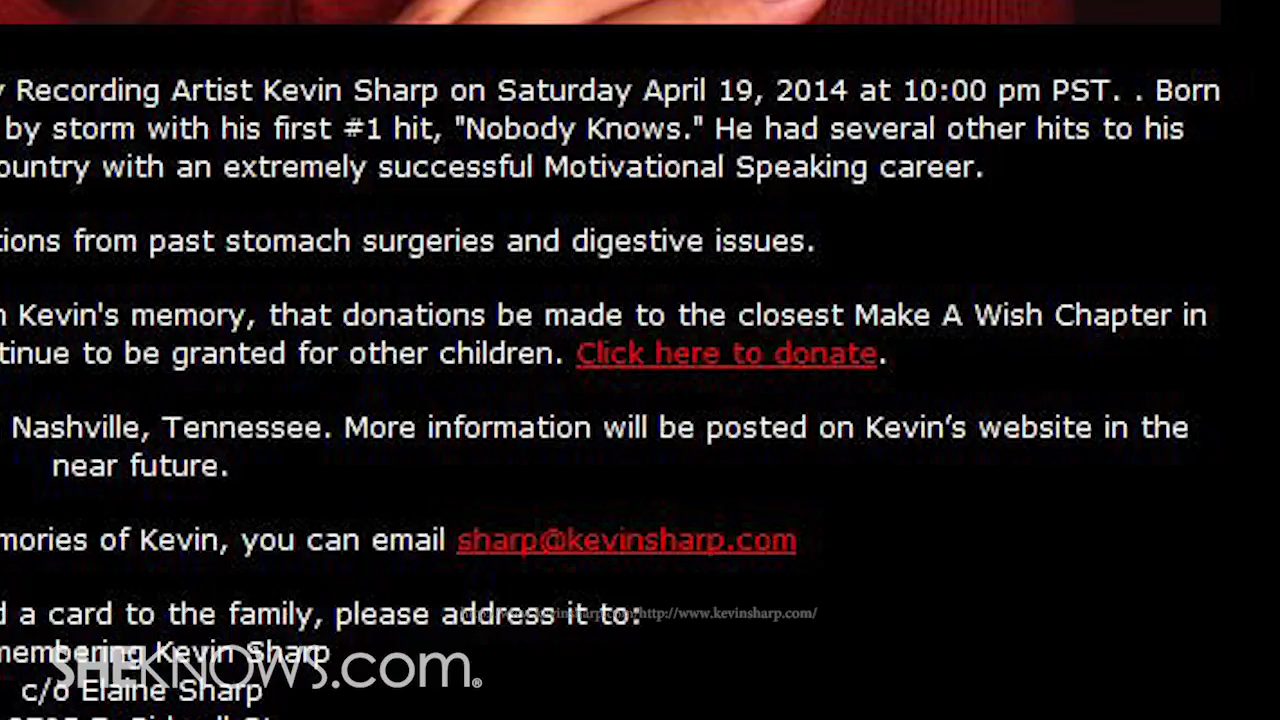 Recording Artist Kevin Sharp on Saturday April 19, 2014 at 10:00 pm PST. . Born
by storm with his first #1 hit, "Nobody Knows." He had several other hits to his
ountry with an extremely successful Motivational Speaking career.
tions from past stomach surgeries and digestive issues.
n Kevin's memory, that donations be made to the closest Make A Wish Chapter in
tinue to be granted for other children. Click here to donate.
Nashville, Tennessee. More information will be posted on Kevin’s website in the
near future.
mories of Kevin, you can email sharp@kevinsharp.com
d a card to the family, please address it to:
http://www.kevinsharp.com/
membering Kevin Sharp
SHEKNOWS.com®
c/o Elaine Sharp